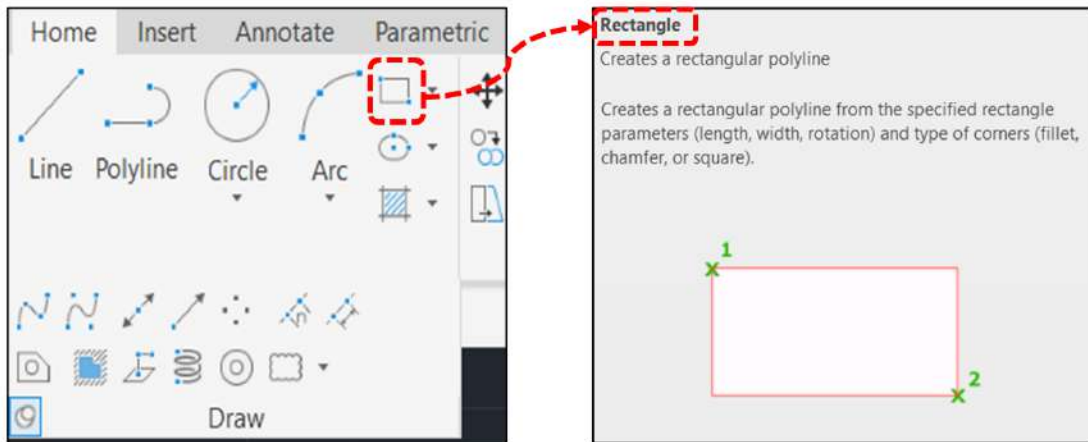 Home Insert Annotate Parametric
Line Polyline Circle Arc
Draw
Rectangle
Creates a rectangular polyline
Creates a rectangular polyline from the specified rectangle
parameters (length, width, rotation) and type of corners (fillet,
chamfer, or square).
1
2